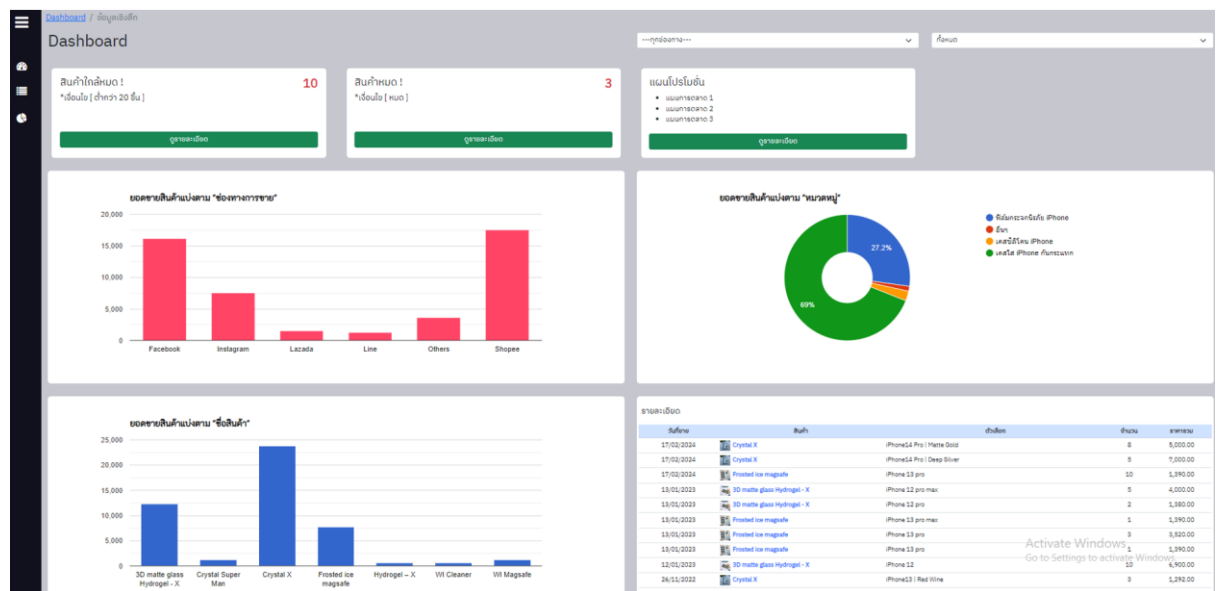 Dashboard / ข้อมูลเชิงลึก
Dashboard
---ทุกช่องทาง---
ทั้งหมด
สินค้าใกล้หมด !
10
*เงื่อนไข [ ต่ำกว่า 20 ชิ้น ]
ดูรายละเอียด
สินค้าหมด !
3
*เงื่อนไข [ หมด ]
ดูรายละเอียด
แผนโปรโมชั่น
แผนการตลาด 1
แผนการตลาด 2
แผนการตลาด 3
ดูรายละเอียด
ยอดขายสินค้าแบ่งตาม "ช่องทางการขาย"
20,000
15,000
10,000
5,000
0
Facebook Instagram Lazada Line Others Shopee
ยอดขายสินค้าแบ่งตาม "หมวดหมู่"
27.2%
69%
ฟิล์มกระจกนิรภัย iPhone
อื่นๆ
เคสซิลิโคน iPhone
เคสใส iPhone กันกระแทก
ยอดขายสินค้าแบ่งตาม "ชื่อสินค้า"
25,000
20,000
15,000
10,000
5,000
0
3D matte glass Hydrogel - X
Crystal Super Man
Crystal X
Frosted ice magsafe
Hydrogel – X
WI Cleaner
WI Magsafe
รายละเอียด
วันที่ขาย สินค้า ตัวเลือก จำนวน ราคารวม
17/02/2024 Crystal X iPhone14 Pro | Matte Gold 8 5,000.00
17/02/2024 Crystal X iPhone14 Pro | Deep Silver 5 7,000.00
17/02/2024 Frosted ice magsafe iPhone 13 pro 10 1,390.00
13/01/2023 3D matte glass Hydrogel - X iPhone 12 pro max 5 4,000.00
13/01/2023 3D matte glass Hydrogel - X iPhone 12 pro 2 1,380.00
13/01/2023 Frosted ice magsafe iPhone 13 pro max 1 1,390.00
13/01/2023 Frosted ice magsafe iPhone 13 pro 3 3,520.00
13/01/2023 Frosted ice magsafe iPhone 13 pro 1 1,390.00
12/01/2023 3D matte glass Hydrogel - X iPhone 12 10 6,900.00
26/11/2022 Crystal X iPhone13 | Red Wine 3 1,292.00
Activate Windows
Go to Settings to activate Windows.